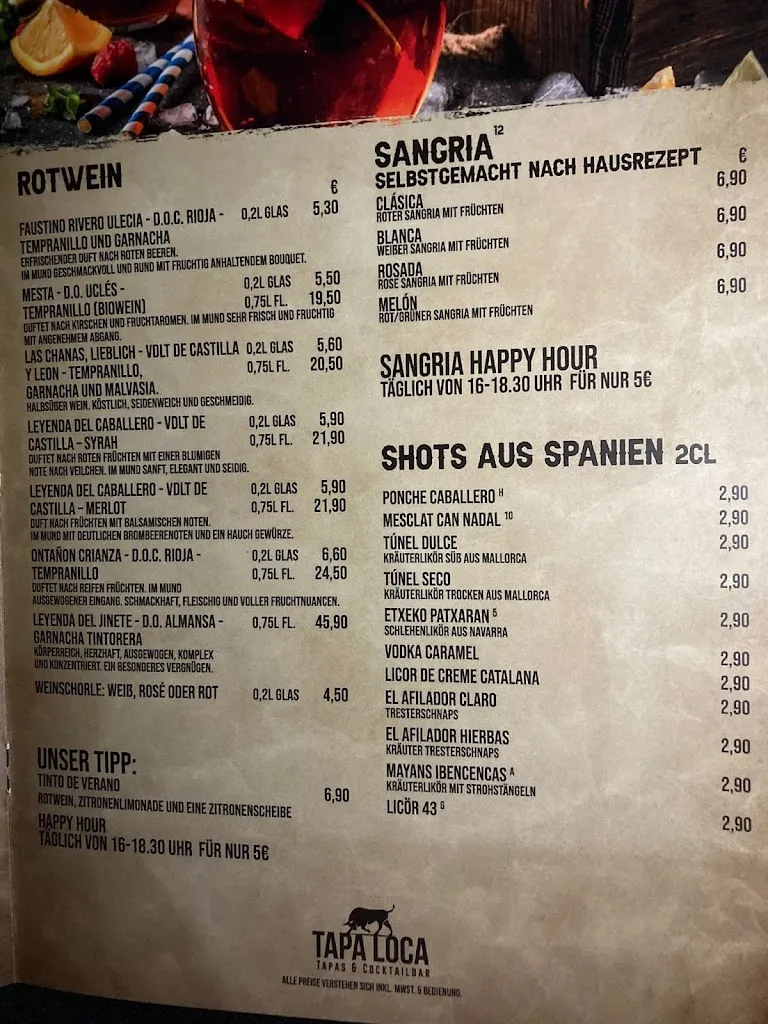 ROTWEIN
€
FAUSTINO RIVERO ULECIA - D.O.C. RIOJA - 0,2L GLAS 5,30
TEMPRANILLO UND GARNACHA
ERFRISCHENDER DUFT NACH ROTEN BEEREN.
IM MUND GESCHMACKVOLL UND RUND MIT FRUCHTIG ANHALTENDEM BOUQUET.
MESTA - D.O. UCLÉS - 0,2L GLAS 5,50
TEMPRANILLO (BIOWEIN) 0,75L FL. 19,50
DUFTET NACH KIRSCHEN UND FRUCHTAROMEN. IM MUND SEHR FRISCH UND FRUCHTIG
MIT ANGENEHMEM ABGANG.
LAS CHANAS, LIEBLICH - VDLT DE CASTILLA 0,2L GLAS 5,60
Y LEON - TEMPRANILLO, 0,75L FL. 20,50
GARNACHA UND MALVASIA.
HALBSÜßER WEIN. KÖSTLICH, SEIDENWEICH UND GESCHMEIDIG.
LEYENDA DEL CABALLERO - VDLT DE 0,2L GLAS 5,90
CASTILLA - SYRAH 0,75L FL. 21,90
DUFTET NACH ROTEN FRÜCHTEN MIT EINER BLUMIGEN
NOTE NACH VEILCHEN. IM MUND SANFT, ELEGANT UND SEIDIG.
LEYENDA DEL CABALLERO - VDLT DE 0,2L GLAS 5,90
CASTILLA - MERLOT 0,75L FL. 21,90
DUFT NACH FRÜCHTEN MIT BALSAMISCHEN NOTEN.
IM MUND MIT DEUTLICHEN BROMBEERENOTEN UND EIN HAUCH GEWÜRZE.
ONTAÑON CRIANZA - D.O.C. RIOJA - 0,2L GLAS 6,60
TEMPRANILLO 0,75L FL. 24,50
DUFTET NACH REIFEN FRÜCHTEN. IM MUND
AUSGEWOGENER EINGANG. SCHMACKHAFT, FLEISCHIG UND VOLLER FRUCHTNUANCEN.
LEYENDA DEL JINETE - D.O. ALMANSA - 0,75L FL. 45,90
GARNACHA TINTORERA
KÖRPERREICH, HERZHAFT, AUSGEWOGEN, KOMPLEX
UND KONZENTRIERT. EIN BESONDERES VERGNÜGEN.
WEINSCHORLE: WEIß, ROSÉ ODER ROT 0,2L GLAS 4,50
UNSER TIPP:
TINTO DE VERANO 6,90
ROTWEIN, ZITRONENLIMONADE UND EINE ZITRONENSCHEIBE
HAPPY HOUR
TÄGLICH VON 16-18.30 UHR FÜR NUR 5€
SANGRIA 12
SELBSTGEMACHT NACH HAUSREZEPT €
CLÁSICA 6,90
ROTER SANGRIA MIT FRÜCHTEN
BLANCA 6,90
WEIßER SANGRIA MIT FRÜCHTEN
ROSADA 6,90
ROSE SANGRIA MIT FRÜCHTEN
MELÓN 6,90
ROT/GRÜNER SANGRIA MIT FRÜCHTEN
SANGRIA HAPPY HOUR
TÄGLICH VON 16-18.30 UHR FÜR NUR 5€
SHOTS AUS SPANIEN 2CL
PONCHE CABALLERO H 2,90
MESCLAT CAN NADAL 10 2,90
TÚNEL DULCE 2,90
KRÄUTERLIKÖR SÜß AUS MALLORCA
TÚNEL SECO 2,90
KRÄUTERLIKÖR TROCKEN AUS MALLORCA
ETXEKO PATXARAN 5 2,90
SCHLEHENLIKÖR AUS NAVARRA
VODKA CARAMEL 2,90
LICOR DE CREME CATALANA 2,90
EL AFILADOR CLARO 2,90
TRESTERSCHNAPS
EL AFILADOR HIERBAS 2,90
KRÄUTER TRESTERSCHNAPS
MAYANS IBENCENCAS A 2,90
KRÄUTERLIKÖR MIT STROHSTÄNGELN
LICÖR 43 G 2,90
TAPA LOCA
TAPAS & COCKTAILBAR
ALLE PREISE VERSTEHEN SICH INKL. MWST. & BEDIENUNG.